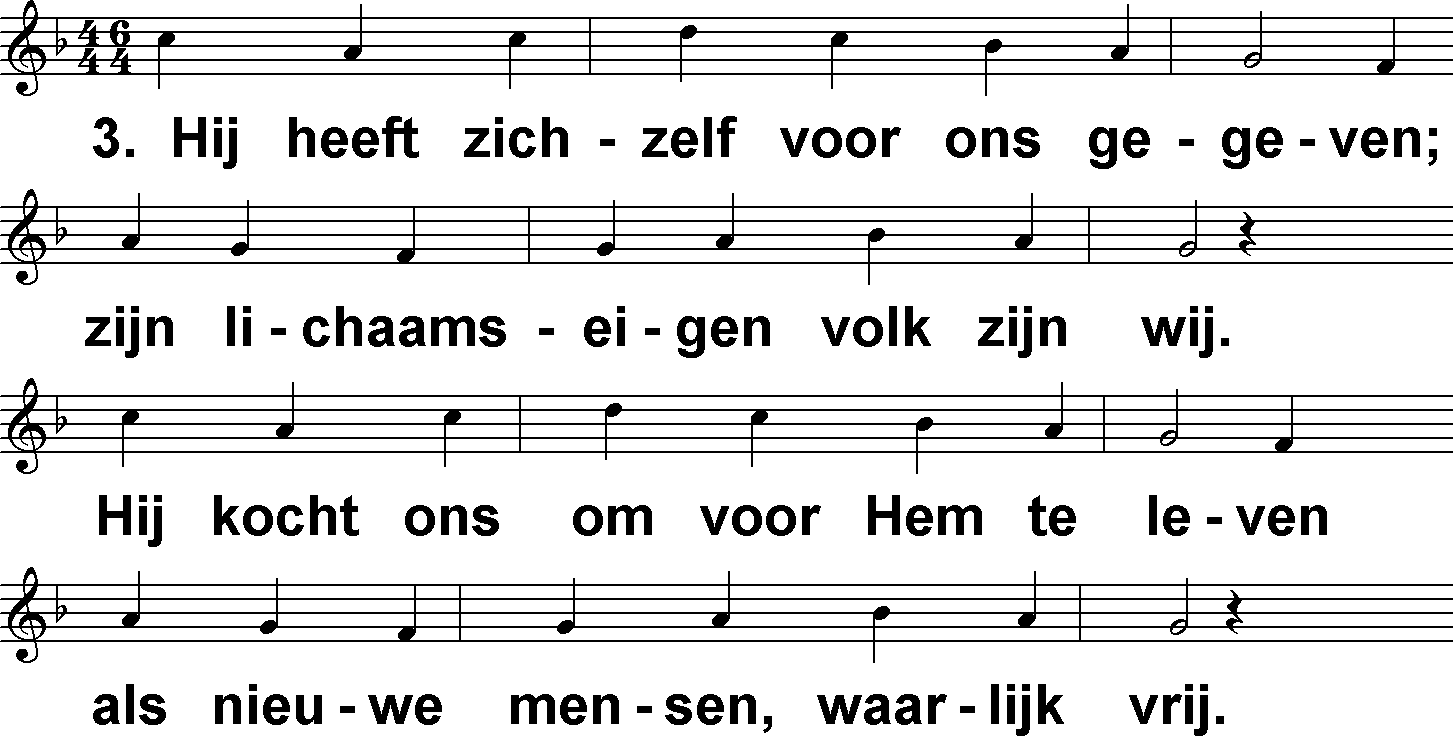 3. Hij heeft zich - zelf voor ons ge - ge - ven;
zijn li - chaams - ei - gen volk zijn wij.
Hij kocht ons om voor Hem te le - ven
als nieu - we men - sen, waar - lijk vrij.